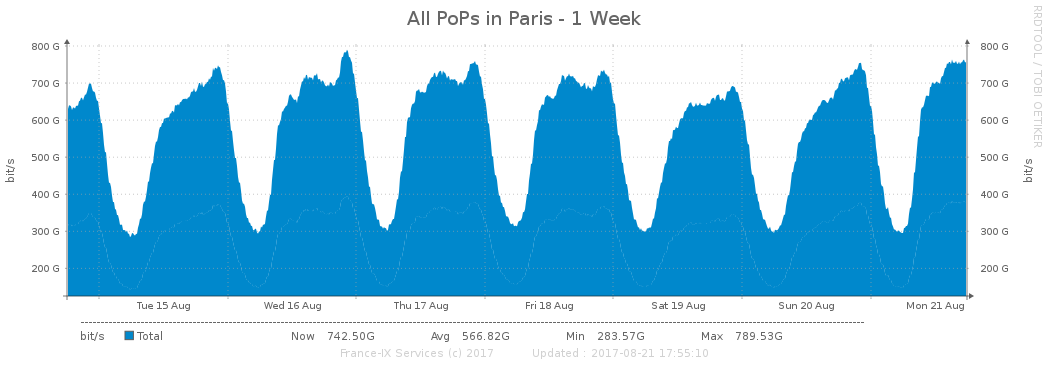 All PoPs in Paris - 1 Week
RRDTOOL / TOBI OETIKER
bit/s
800 G
700 G
600 G
500 G
400 G
300 G
200 G
800 G
700 G
600 G
500 G
400 G
300 G
200 G
bit/s
Tue 15 Aug Wed 16 Aug Thu 17 Aug Fri 18 Aug Sat 19 Aug Sun 20 Aug Mon 21 Aug
bit/s Total Now 742.50G Avg 566.82G Min 283.57G Max 789.53G
France-IX Services (c) 2017 Updated : 2017-08-21 17:55:10